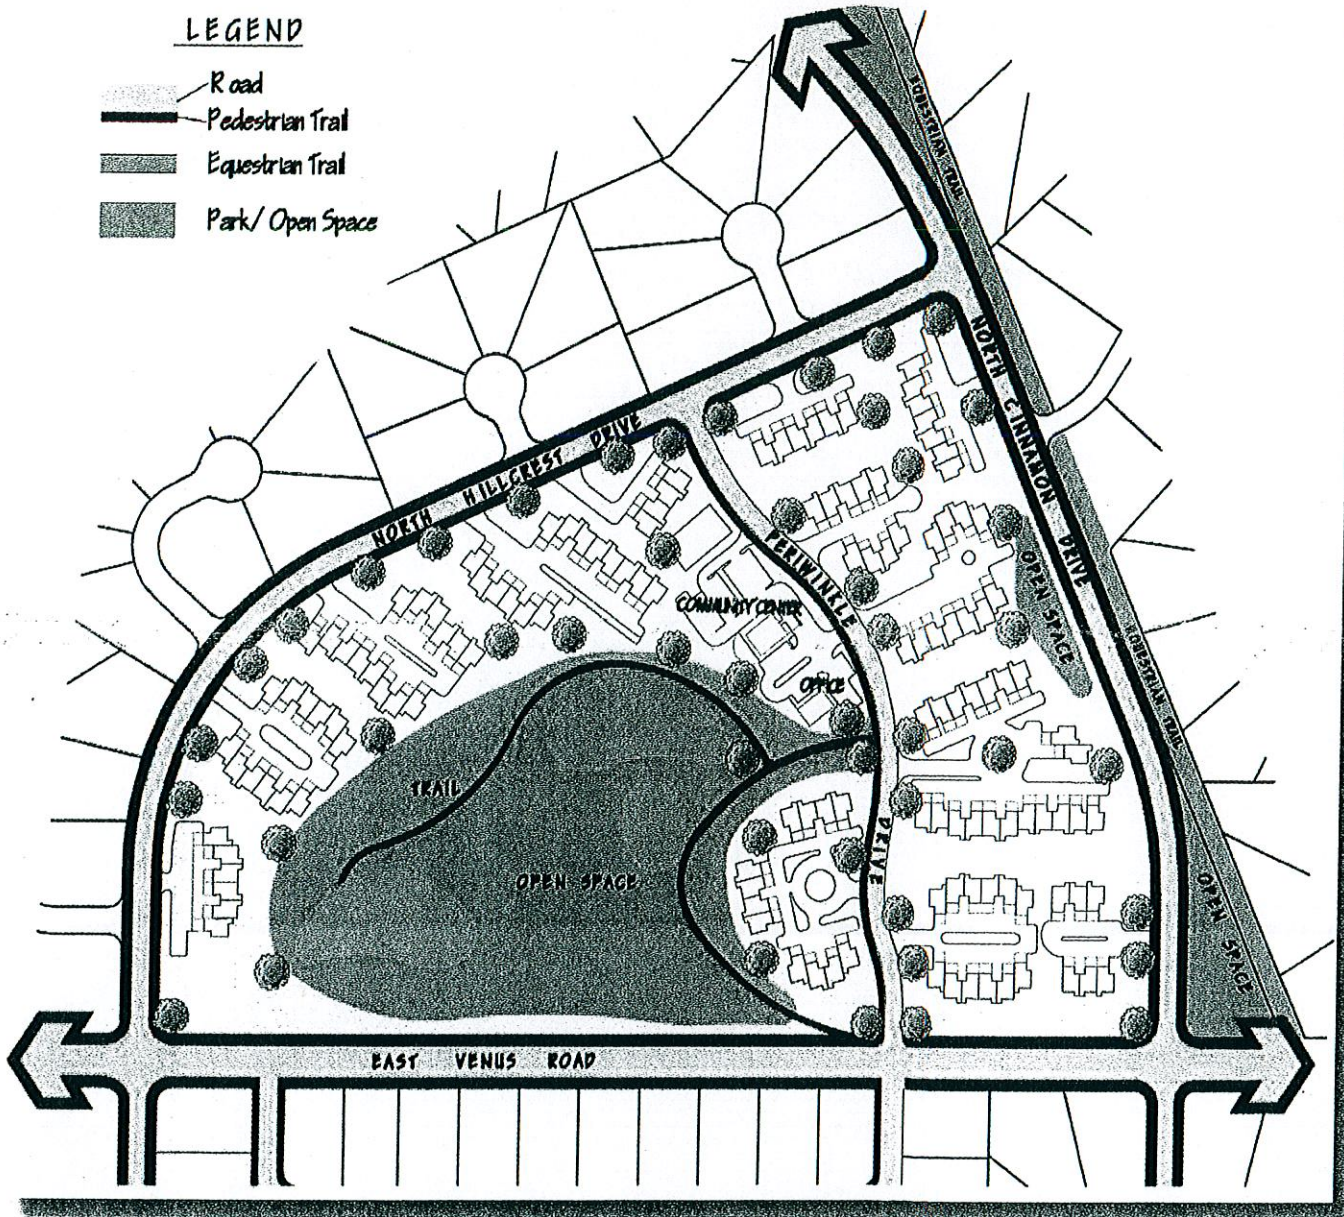 LEGEND
Road
Pedestrian Trail
Equestrian Trail
Park/ Open Space
EQUESTRIAN TRAIL
NORTH CINNAMON DRIVE
NORTH HILLCREST DRIVE
PERIWINKLE DRIVE
COMMUNITY CENTER
OFFICE
OPEN SPACE
EQUESTRIAN TRAIL
TRAIL
OPEN SPACE
OPEN SPACE
EAST VENUS ROAD